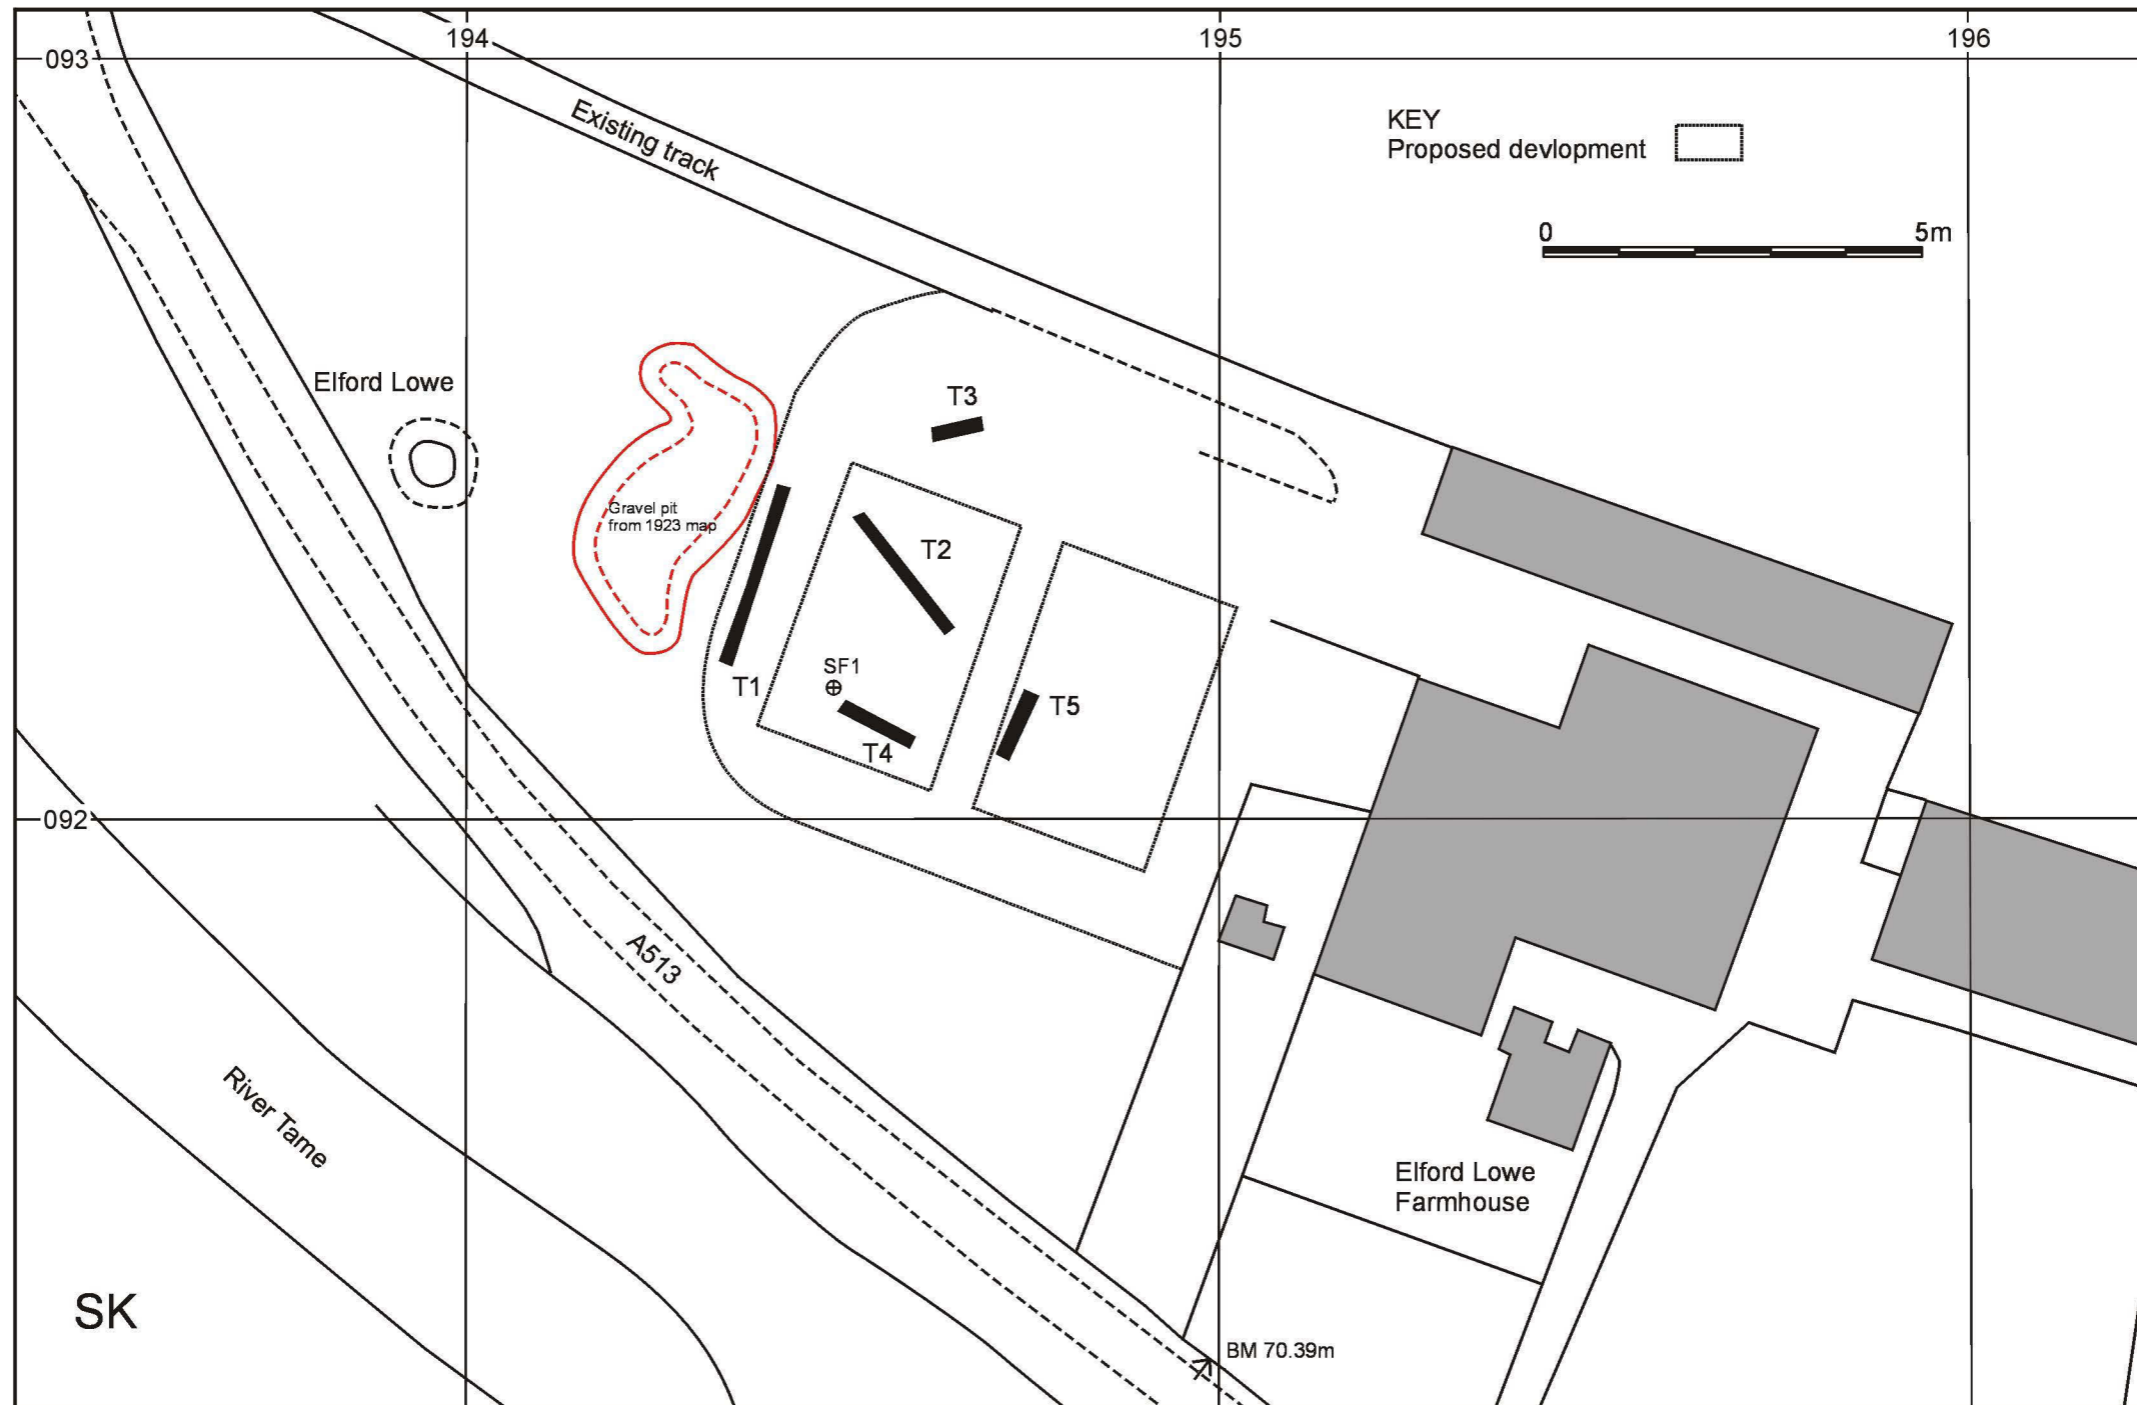 194
195
196
093
Existing track
KEY
Proposed devlopment
0 5m
Elford Lowe
T3
Gravel pit
from 1923 map
T2
SF1
T1
T5
T4
092
A513
River Tame
Elford Lowe
Farmhouse
SK
BM 70.39m